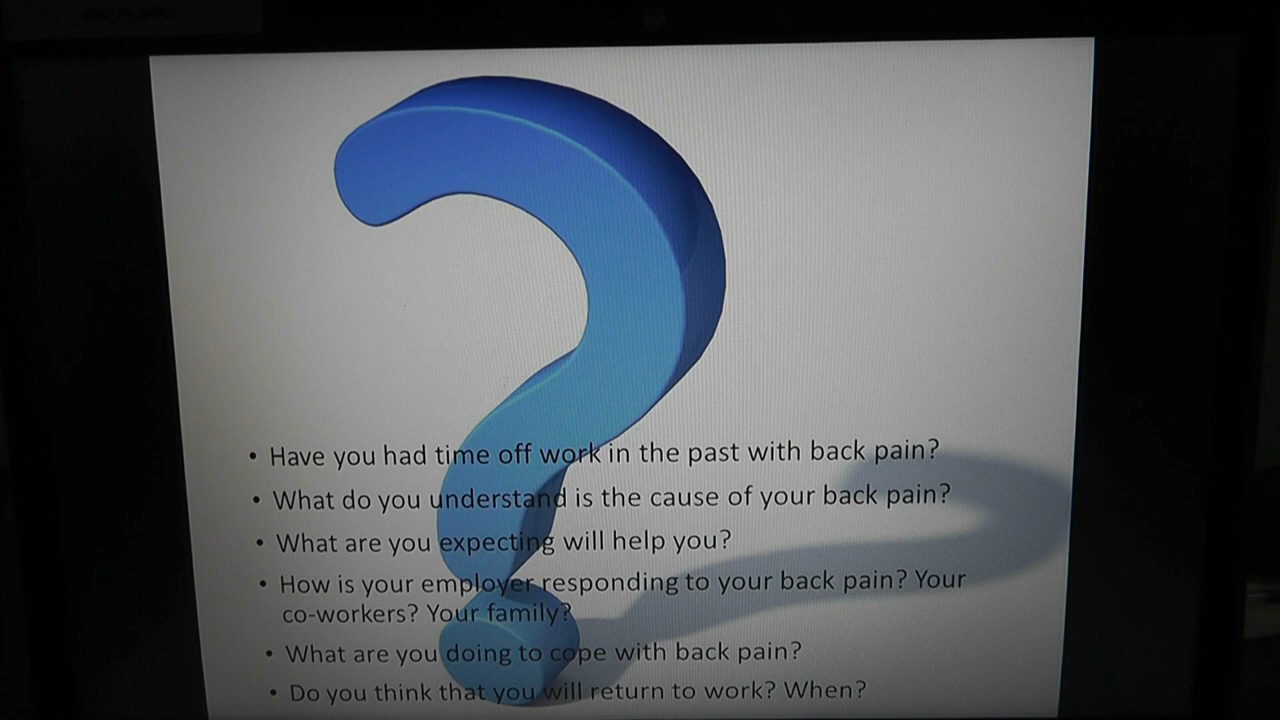 • Have you had time off work in the past with back pain?
• What do you understand is the cause of your back pain?
• What are you expecting will help you?
• How is your employer responding to your back pain? Your
co-workers? Your family?
• What are you doing to cope with back pain?
• Do you think that you will return to work? When?